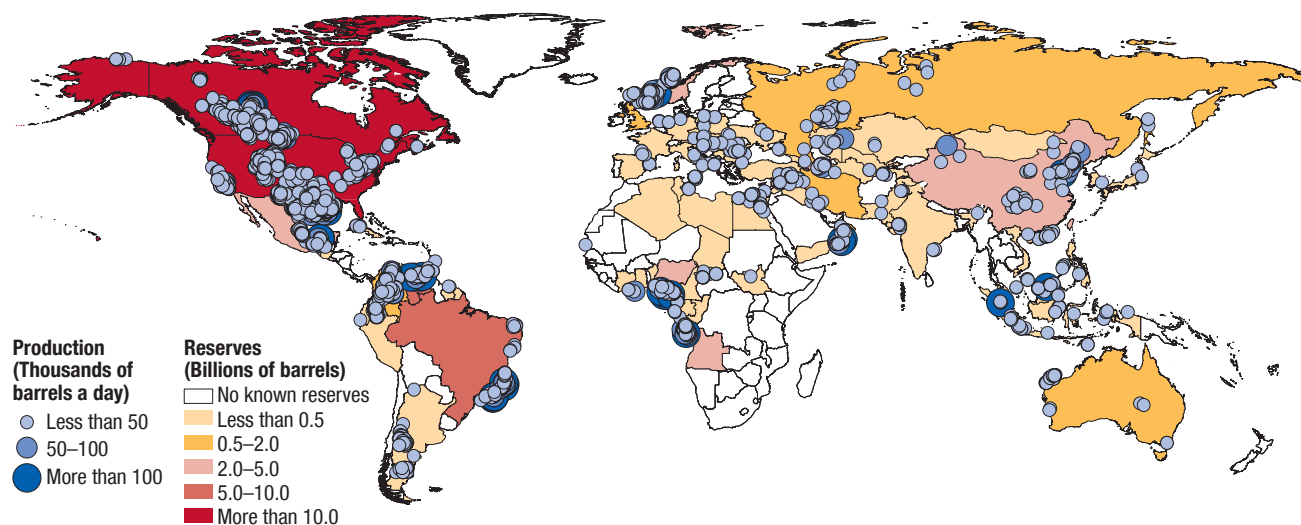 Production
(Thousands of
barrels a day)
Less than 50
50–100
More than 100
Reserves
(Billions of barrels)
No known reserves
Less than 0.5
0.5–2.0
2.0–5.0
5.0–10.0
More than 10.0